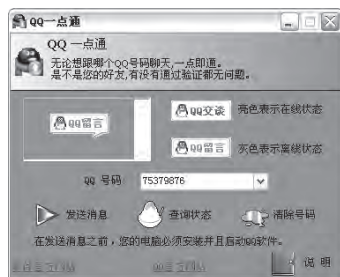 QQ一点通
QQ 一点通
无论想跟哪个QQ号码聊天,一点即通。
是不是您的好友,有没有通过验证都无问题。
QQ留言
QQ交谈 亮色表示在线状态
QQ留言 灰色表示离线状态
QQ 号码 75379876
发送消息 查询状态 清除号码
在发送消息之前，您的电脑必须安装并且启动QQ软件。
说 明